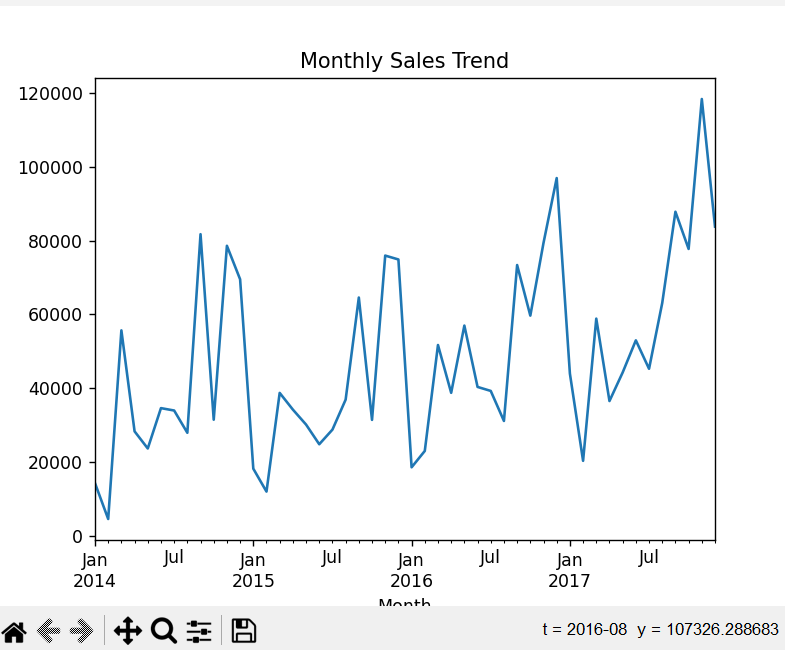 Monthly Sales Trend
120000
100000
80000
60000
40000
20000
0
Jan Jul Jan Jul Jan Jul Jan Jul
2014 2015 2016 2017
Month
t = 2016-08 y = 107326.288683